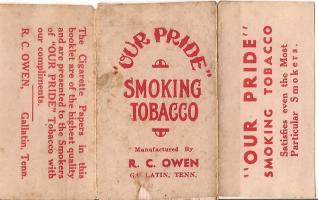 The Cigarette Papers in this
booklet are of the highest quality
and are presented to the Smokers
of "OUR PRIDE" Tobacco with
our compliments.
R. C. OWEN,
Gallatin, Tenn.
"OUR PRIDE"
SMOKING
TOBACCO
Manufactured By
R. C. OWEN
GALLATIN, TENN.
"OUR PRIDE"
SMOKING TOBACCO
Satisfies even the Most
Particular Smokers.